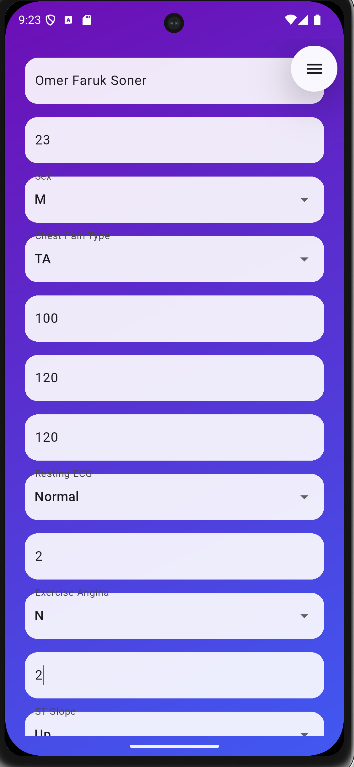 9:23
Omer Faruk Soner
23
Sex
M
Chest Pain Type
TA
100
120
120
Resting ECG
Normal
2
Exercise Angina
N
2
ST Slope
Up